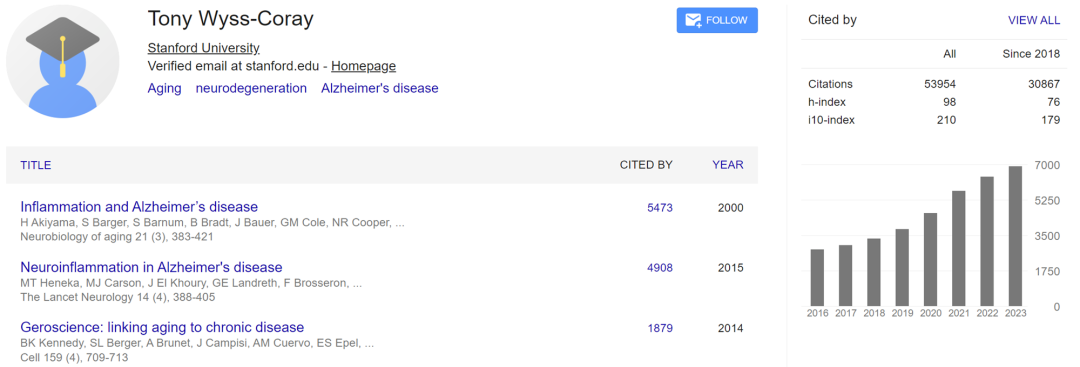 Tony Wyss-Coray
FOLLOW
Stanford University
Verified email at stanford.edu - Homepage
Aging neurodegeneration Alzheimer's disease
TITLE CITED BY YEAR
Inflammation and Alzheimer's disease 5473 2000
H Akiyama, S Barger, S Barnum, B Bradt, J Bauer, GM Cole, NR Cooper, ...
Neurobiology of aging 21 (3), 383-421
Neuroinflammation in Alzheimer's disease 4908 2015
MT Heneka, MJ Carson, J El Khoury, GE Landreth, F Brosseron, ...
The Lancet Neurology 14 (4), 388-405
Geroscience: linking aging to chronic disease 1879 2014
BK Kennedy, SL Berger, A Brunet, J Campisi, AM Cuervo, ES Epel, ...
Cell 159 (4), 709-713
Cited by VIEW ALL
All Since 2018
Citations 53954 30867
h-index 98 76
i10-index 210 179
7000
5250
3500
1750
0
2016 2017 2018 2019 2020 2021 2022 2023